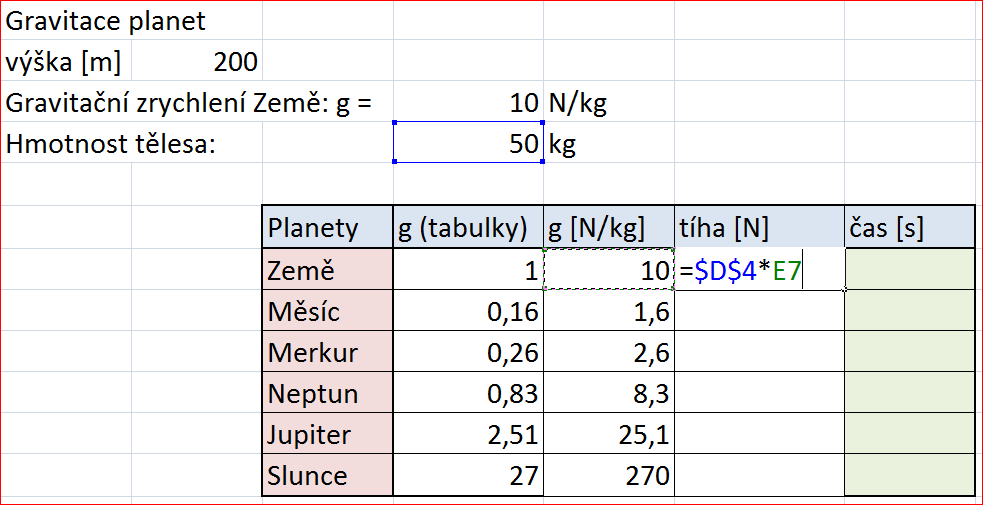 Gravitace planet
výška [m] 200
Gravitační zrychlení Země: g = 10 N/kg
Hmotnost tělesa: 50 kg
Planety g (tabulky) g [N/kg] tíha [N] čas [s]
Země 1 10 =$D$4*E7
Měsíc 0,16 1,6
Merkur 0,26 2,6
Neptun 0,83 8,3
Jupiter 2,51 25,1
Slunce 27 270